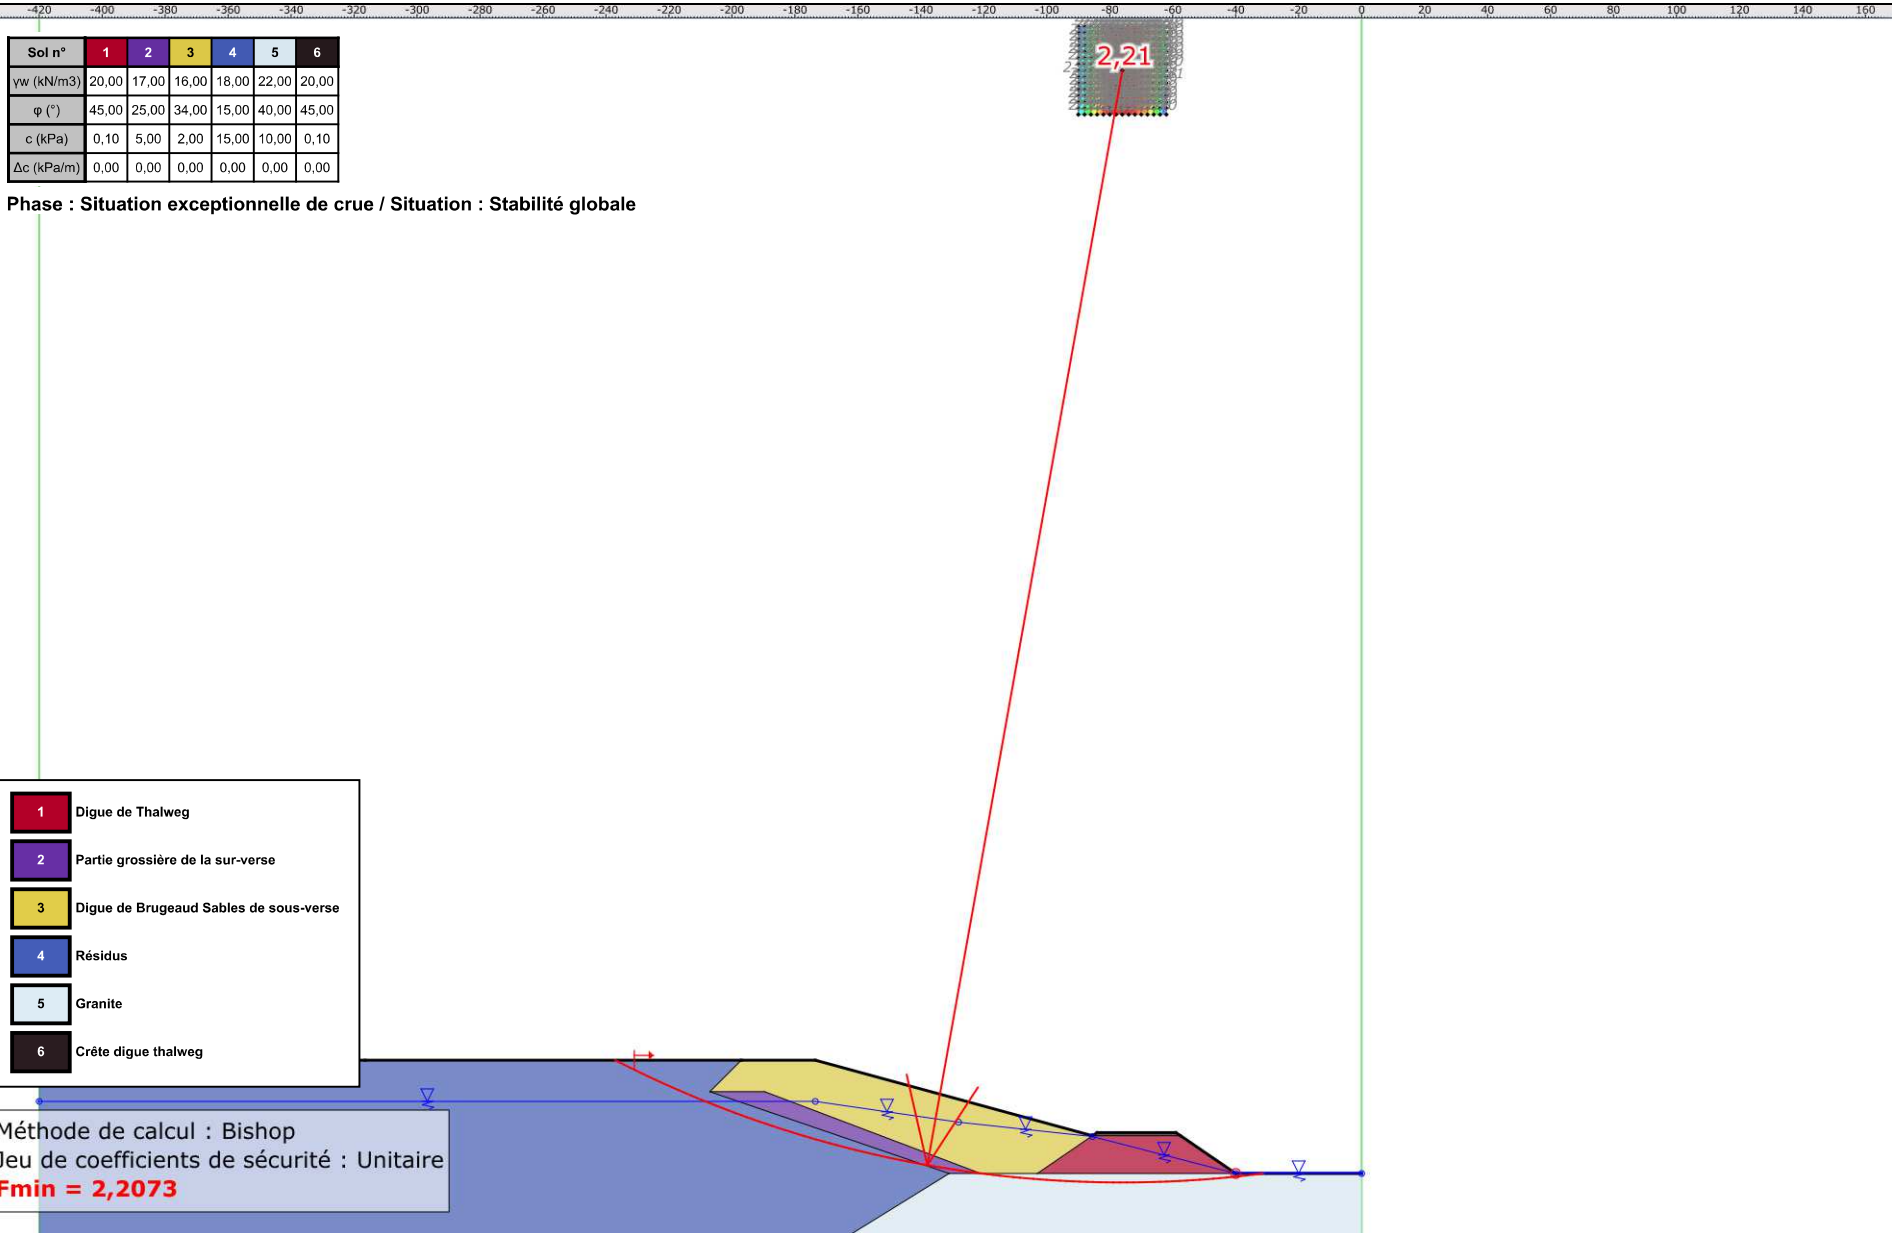 -420 -400 -380 -360 -340 -320 -300 -280 -260 -240 -220 -200 -180 -160 -140 -120 -100 -80 -60 -40 -20 0 20 40 60 80 100 120 140 160
Sol n° 1 2 3 4 5 6
γw (kN/m3) 20,00 17,00 16,00 18,00 22,00 20,00
φ (°) 45,00 25,00 34,00 15,00 40,00 45,00
c (kPa) 0,10 5,00 2,00 15,00 10,00 0,10
Δc (kPa/m) 0,00 0,00 0,00 0,00 0,00 0,00
Phase : Situation exceptionnelle de crue / Situation : Stabilité globale
2,21
1 Digue de Thalweg
2 Partie grossière de la sur-verse
3 Digue de Brugeaud Sables de sous-verse
4 Résidus
5 Granite
6 Crête digue thalweg
Méthode de calcul : Bishop
Jeu de coefficients de sécurité : Unitaire
Fmin = 2,2073